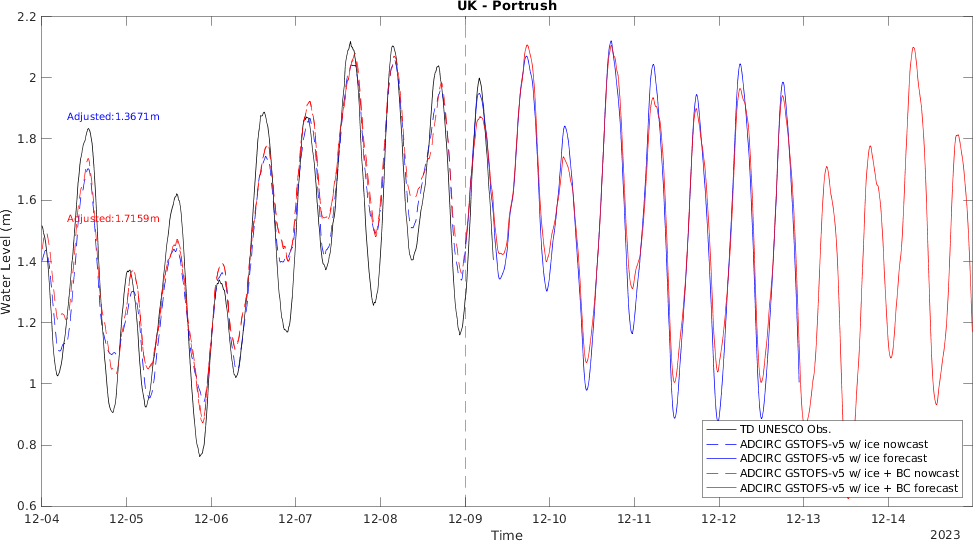 UK - Portrush
2.2
2
1.8
1.6
1.4
1.2
1
0.8
0.6
Water Level (m)
Adjusted:1.3671m
Adjusted:1.7159m
TD UNESCO Obs.
ADCIRC GSTOFS-v5 w/ ice nowcast
ADCIRC GSTOFS-v5 w/ ice forecast
ADCIRC GSTOFS-v5 w/ ice + BC nowcast
ADCIRC GSTOFS-v5 w/ ice + BC forecast
12-04 12-05 12-06 12-07 12-08 12-09 12-10 12-11 12-12 12-13 12-14
Time
2023